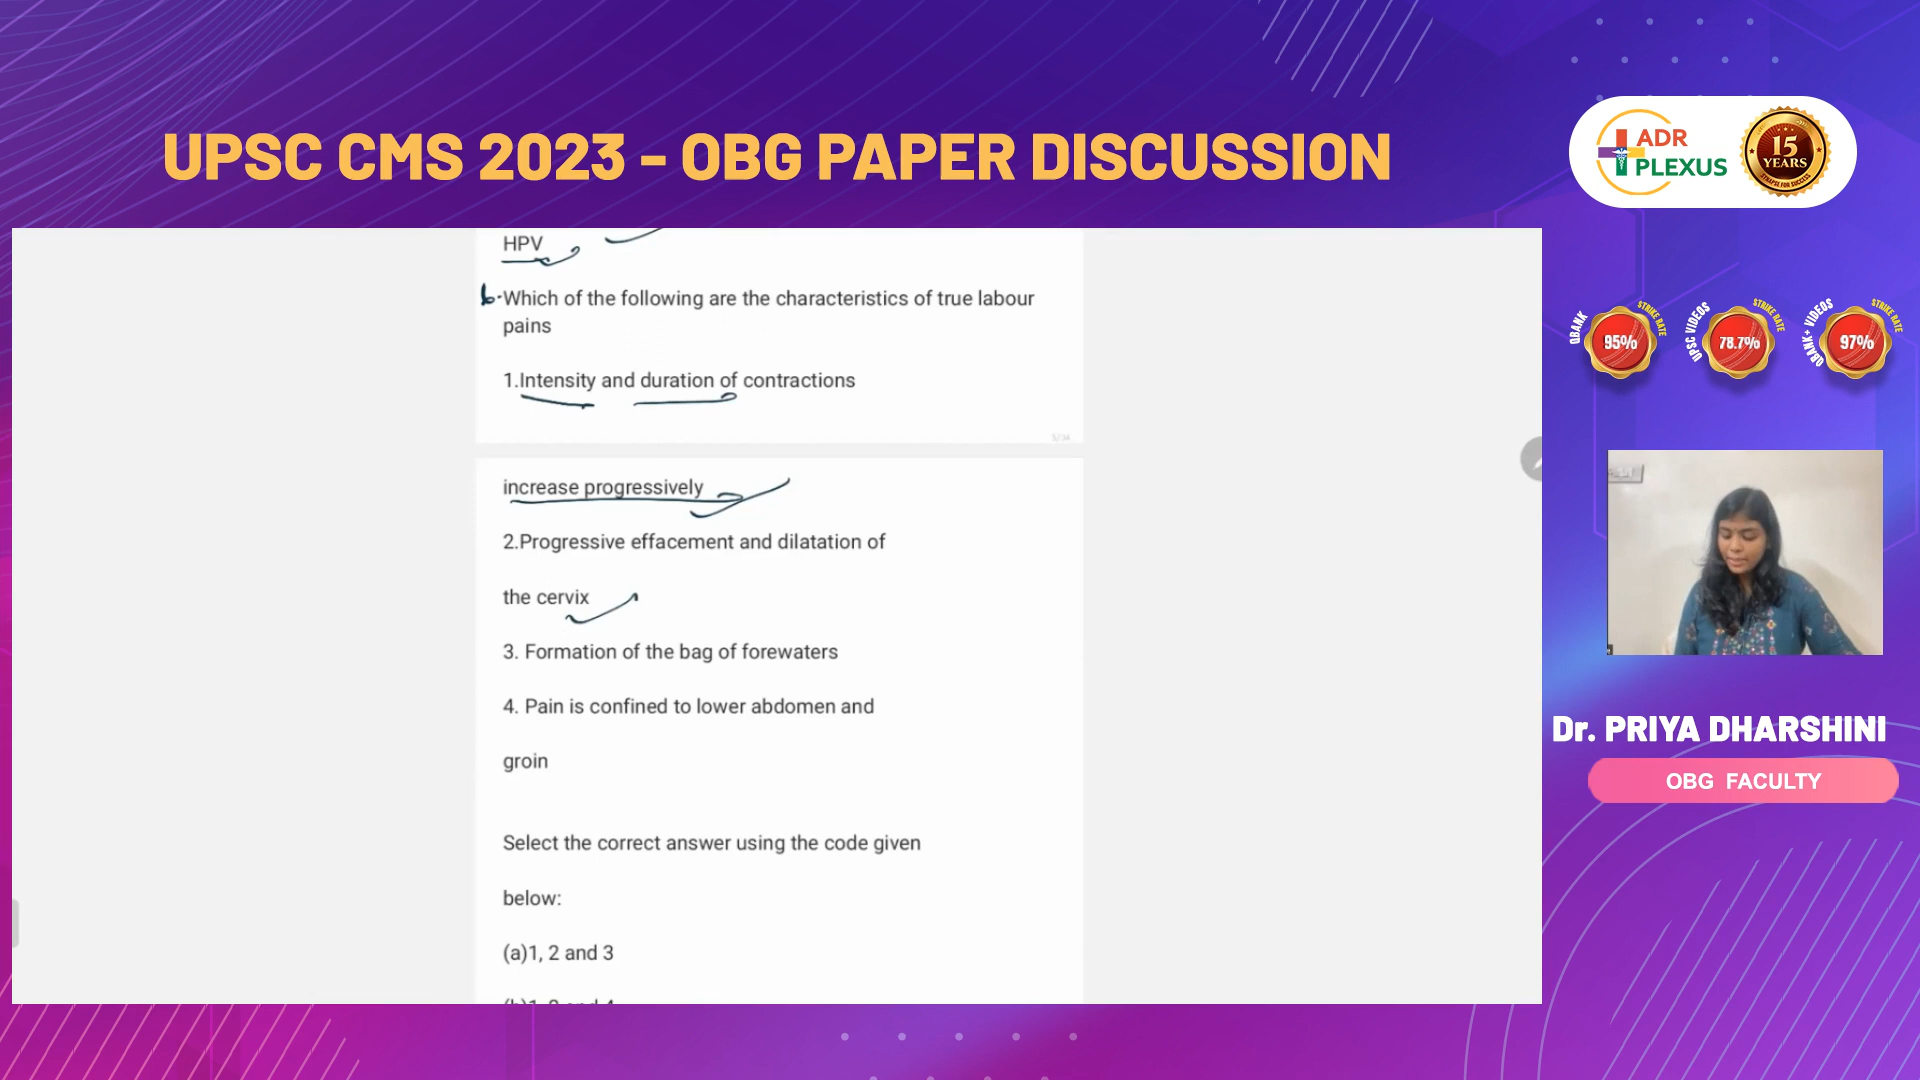 UPSC CMS 2023 - OBG PAPER DISCUSSION
ADR
PLEXUS
15
YEARS
HPV
6. Which of the following are the characteristics of true labour
pains
1.Intensity and duration of contractions
5/34
increase progressively
2.Progressive effacement and dilatation of
the cervix
3. Formation of the bag of forewaters
4. Pain is confined to lower abdomen and
groin
Select the correct answer using the code given
below:
(a)1, 2 and 3
QBANK
95%
STRIKE RATE
UPSC VIDEOS
78.7%
STRIKE RATE
QBANK+ VIDEOS
97%
STRIKE RATE
Dr. PRIYA DHARSHINI
OBG FACULTY